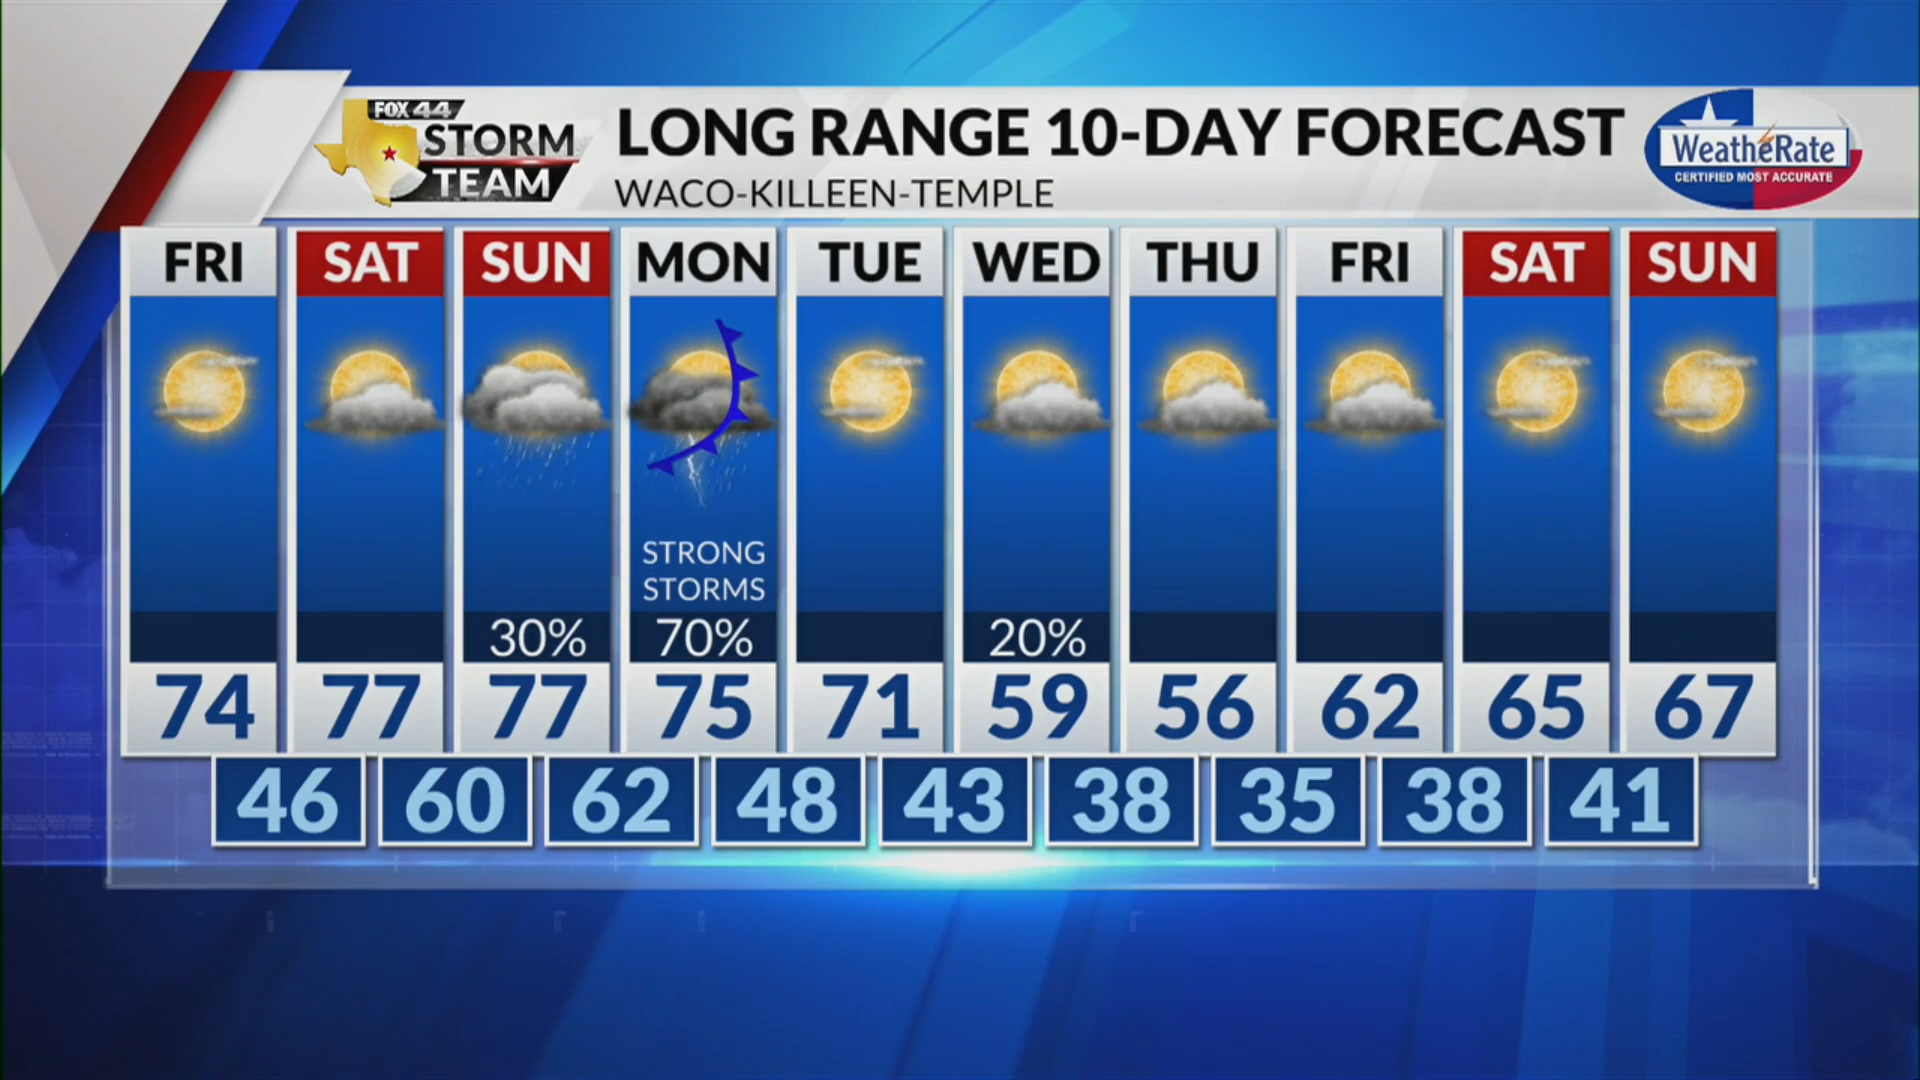 FOX 44
STORM
TEAM
LONG RANGE 10-DAY FORECAST
WACO-KILLEEN-TEMPLE
WeatheRate
CERTIFIED MOST ACCURATE
FRI SAT SUN MON TUE WED THU FRI SAT SUN
STRONG
STORMS
30% 70% 20%
74 77 77 75 71 59 56 62 65 67
46 60 62 48 43 38 35 38 41